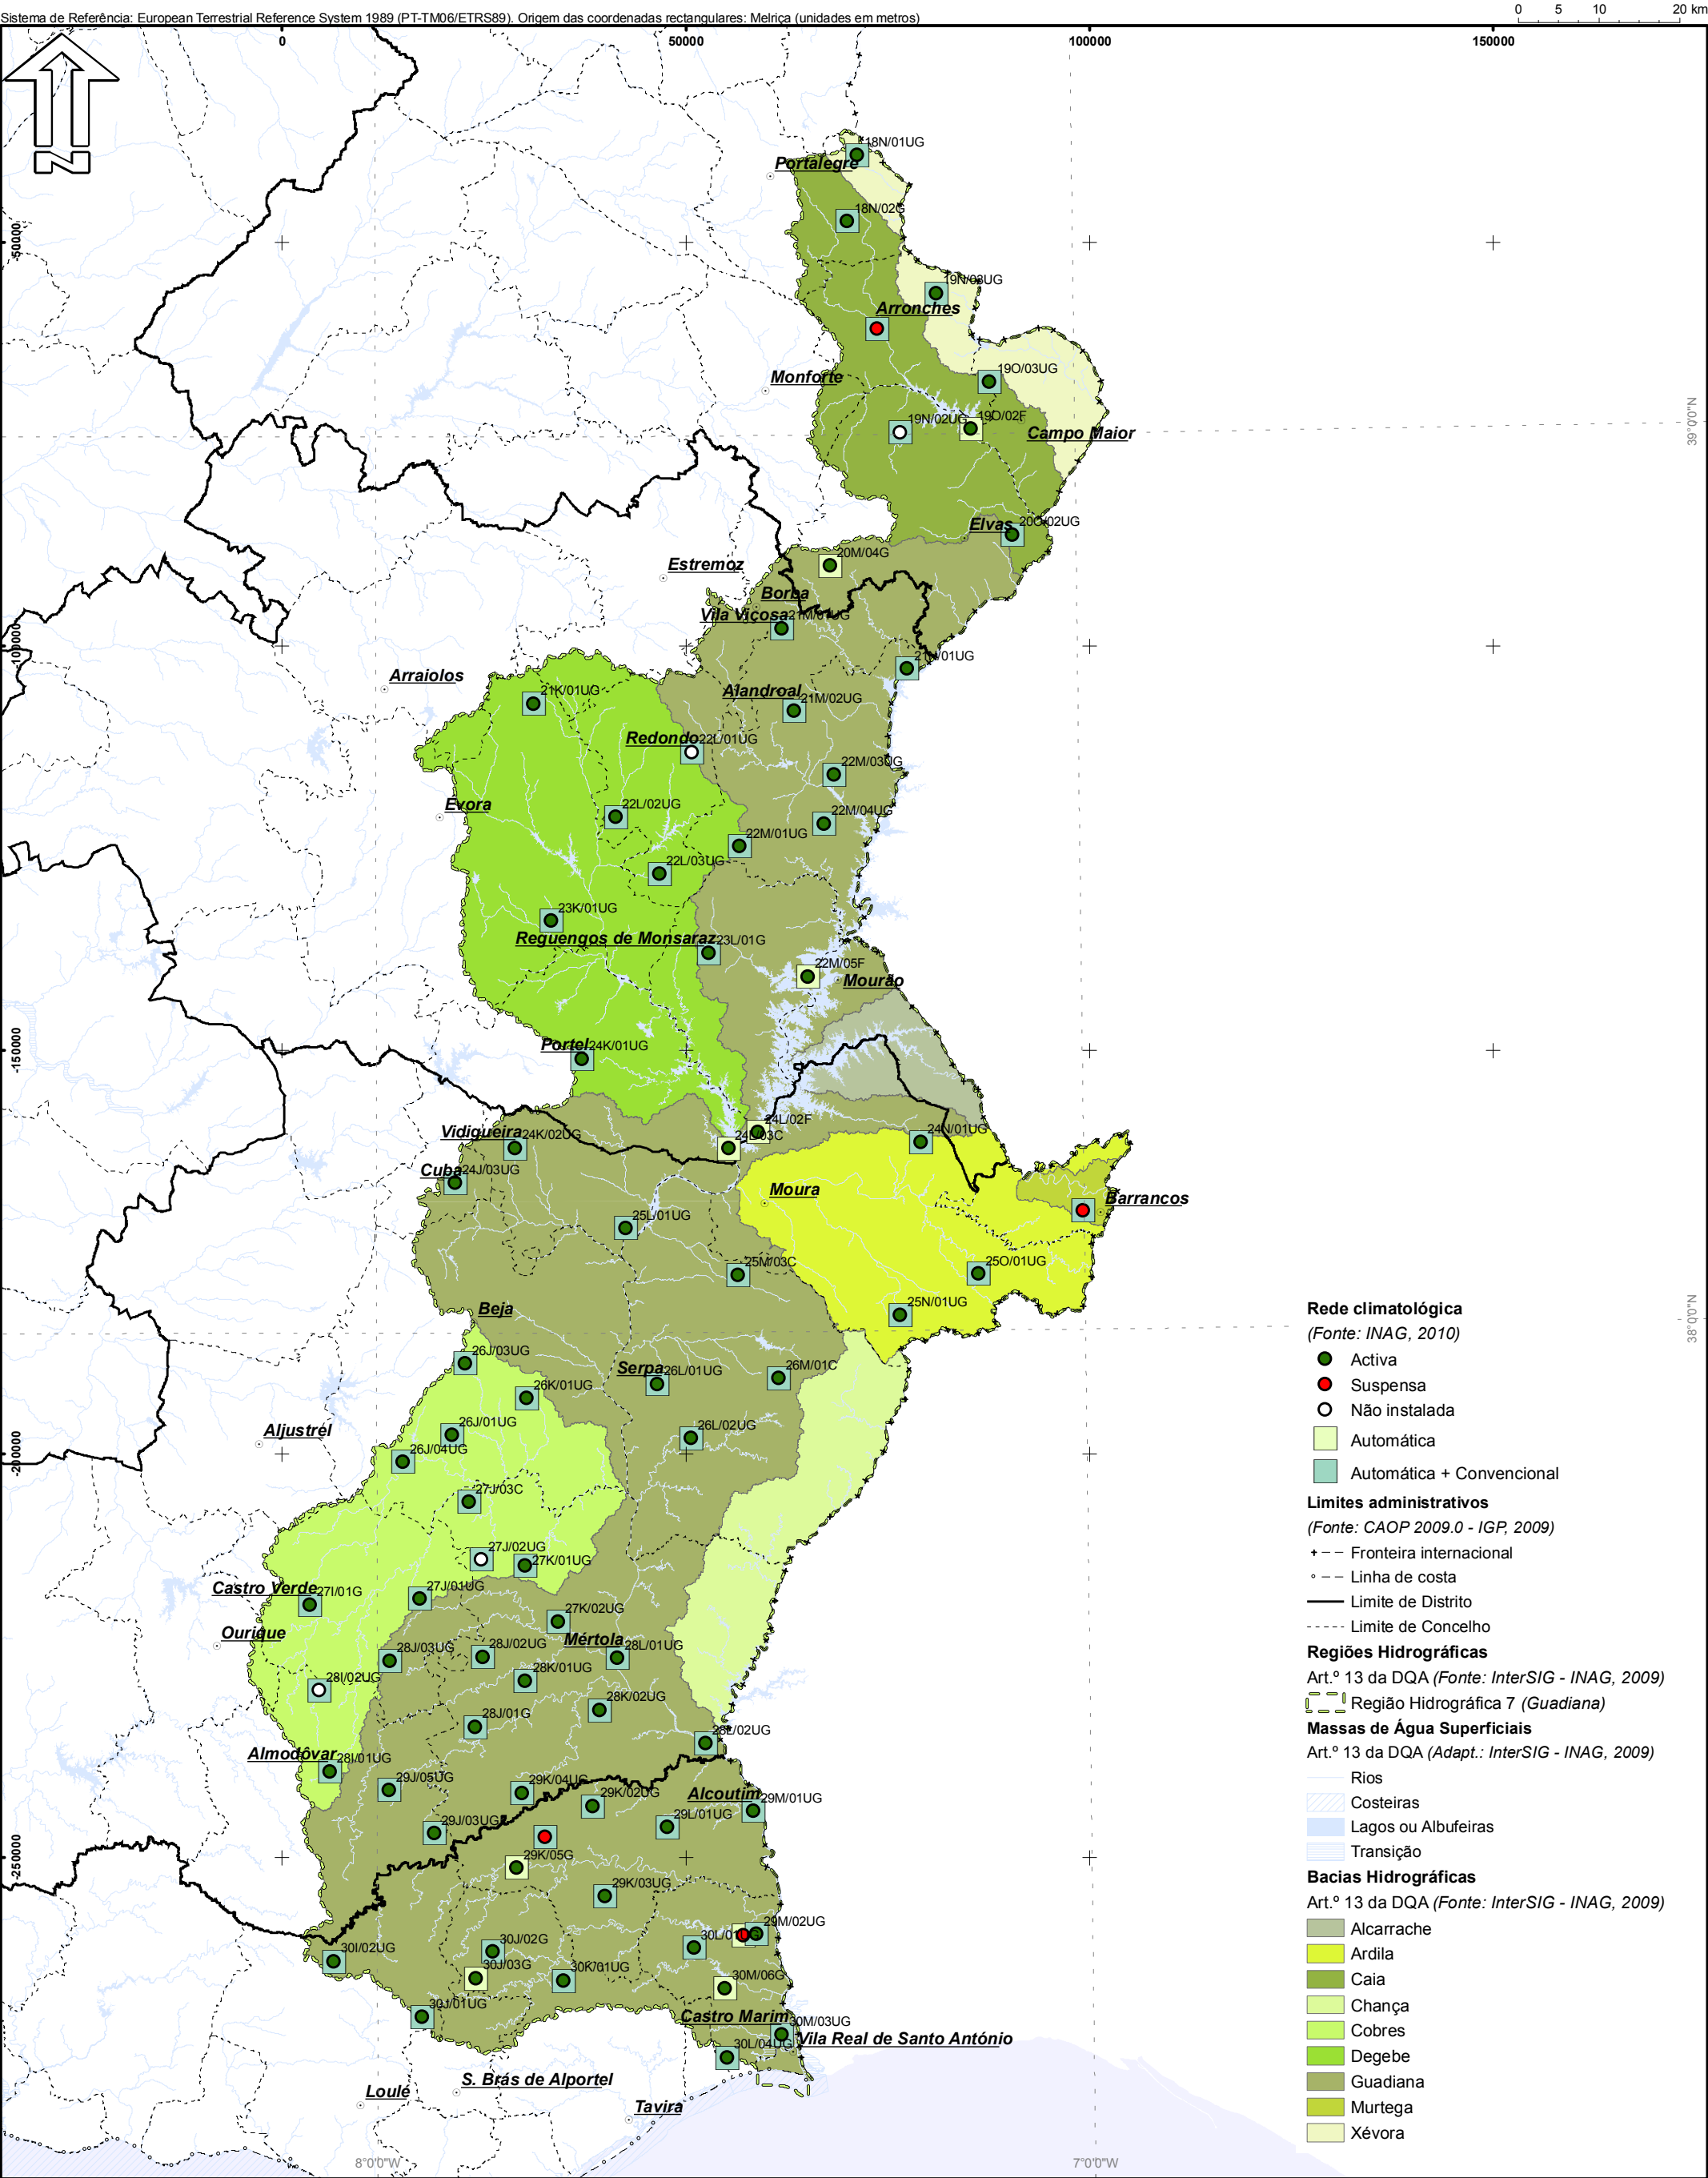 Sistema de Referência: European Terrestrial Reference System 1989 (PT-TM06/ETRS89). Origem das coordenadas rectangulares: Melriça (unidades em metros)
0 5 10 20 km
0 50000 100000 150000
N
18N/01UG
Portalegre
18N/02G
-50000
19N/03UG
Arronches
19O/03UG
Monforte
19N/02UG
19O/02F
Campo Maior
39°0'0"N
Elvas
20O/02UG
20M/04G
Estremoz
Borba
Vila Viçosa
21M/01UG
-100000
21N/01UG
Arraiolos
21K/01UG
Alandroal
21M/02UG
Redondo
22L/01UG
22M/03UG
Évora
22L/02UG
22M/04UG
22M/01UG
22L/03UG
23K/01UG
Reguengos de Monsaraz
23L/01G
22M/05F
Mourão
-150000
Portel
24K/01UG
24L/02F
Vidigueira
24K/02UG
24L/03C
24N/01UG
Cuba
24J/03UG
Moura
Barrancos
25L/01UG
25M/03C
25O/01UG
Beja
25N/01UG
38°0'0"N
26J/03UG
Serpa
26L/01UG
26M/01C
26K/01UG
Aljustrel
26J/01UG
26L/02UG
26J/04UG
-200000
27J/03C
27J/02UG
27K/01UG
Castro Verde
27I/01G
27J/01UG
27K/02UG
Ourique
Mértola
28J/03UG
28J/02UG
28L/01UG
28I/02UG
28K/01UG
28K/02UG
28J/01G
28L/02UG
Almodôvar
28I/01UG
29J/05UG
29K/04UG
29K/02UG
Alcoutim
29M/01UG
29J/03UG
29L/01UG
29K/05G
-250000
29K/03UG
29M/02UG
30I/02UG
30J/02G
30J/03G
30K/01UG
30M/06G
30J/01UG
Castro Marim
30M/03UG
30L/04UG
Vila Real de Santo António
S. Brás de Alportel
Loulé
Tavira
8°0'0"W
7°0'0"W
Rede climatológica
(Fonte: INAG, 2010)
Activa
Suspensa
Não instalada
Automática
Automática + Convencional
Limites administrativos
(Fonte: CAOP 2009.0 - IGP, 2009)
Fronteira internacional
Linha de costa
Limite de Distrito
Limite de Concelho
Regiões Hidrográficas
Art.º 13 da DQA (Fonte: InterSIG - INAG, 2009)
Região Hidrográfica 7 (Guadiana)
Massas de Água Superficiais
Art.º 13 da DQA (Adapt.: InterSIG - INAG, 2009)
Rios
Costeiras
Lagos ou Albufeiras
Transição
Bacias Hidrográficas
Art.º 13 da DQA (Fonte: InterSIG - INAG, 2009)
Alcarrache
Ardila
Caia
Chança
Cobres
Degebe
Guadiana
Murtega
Xévora